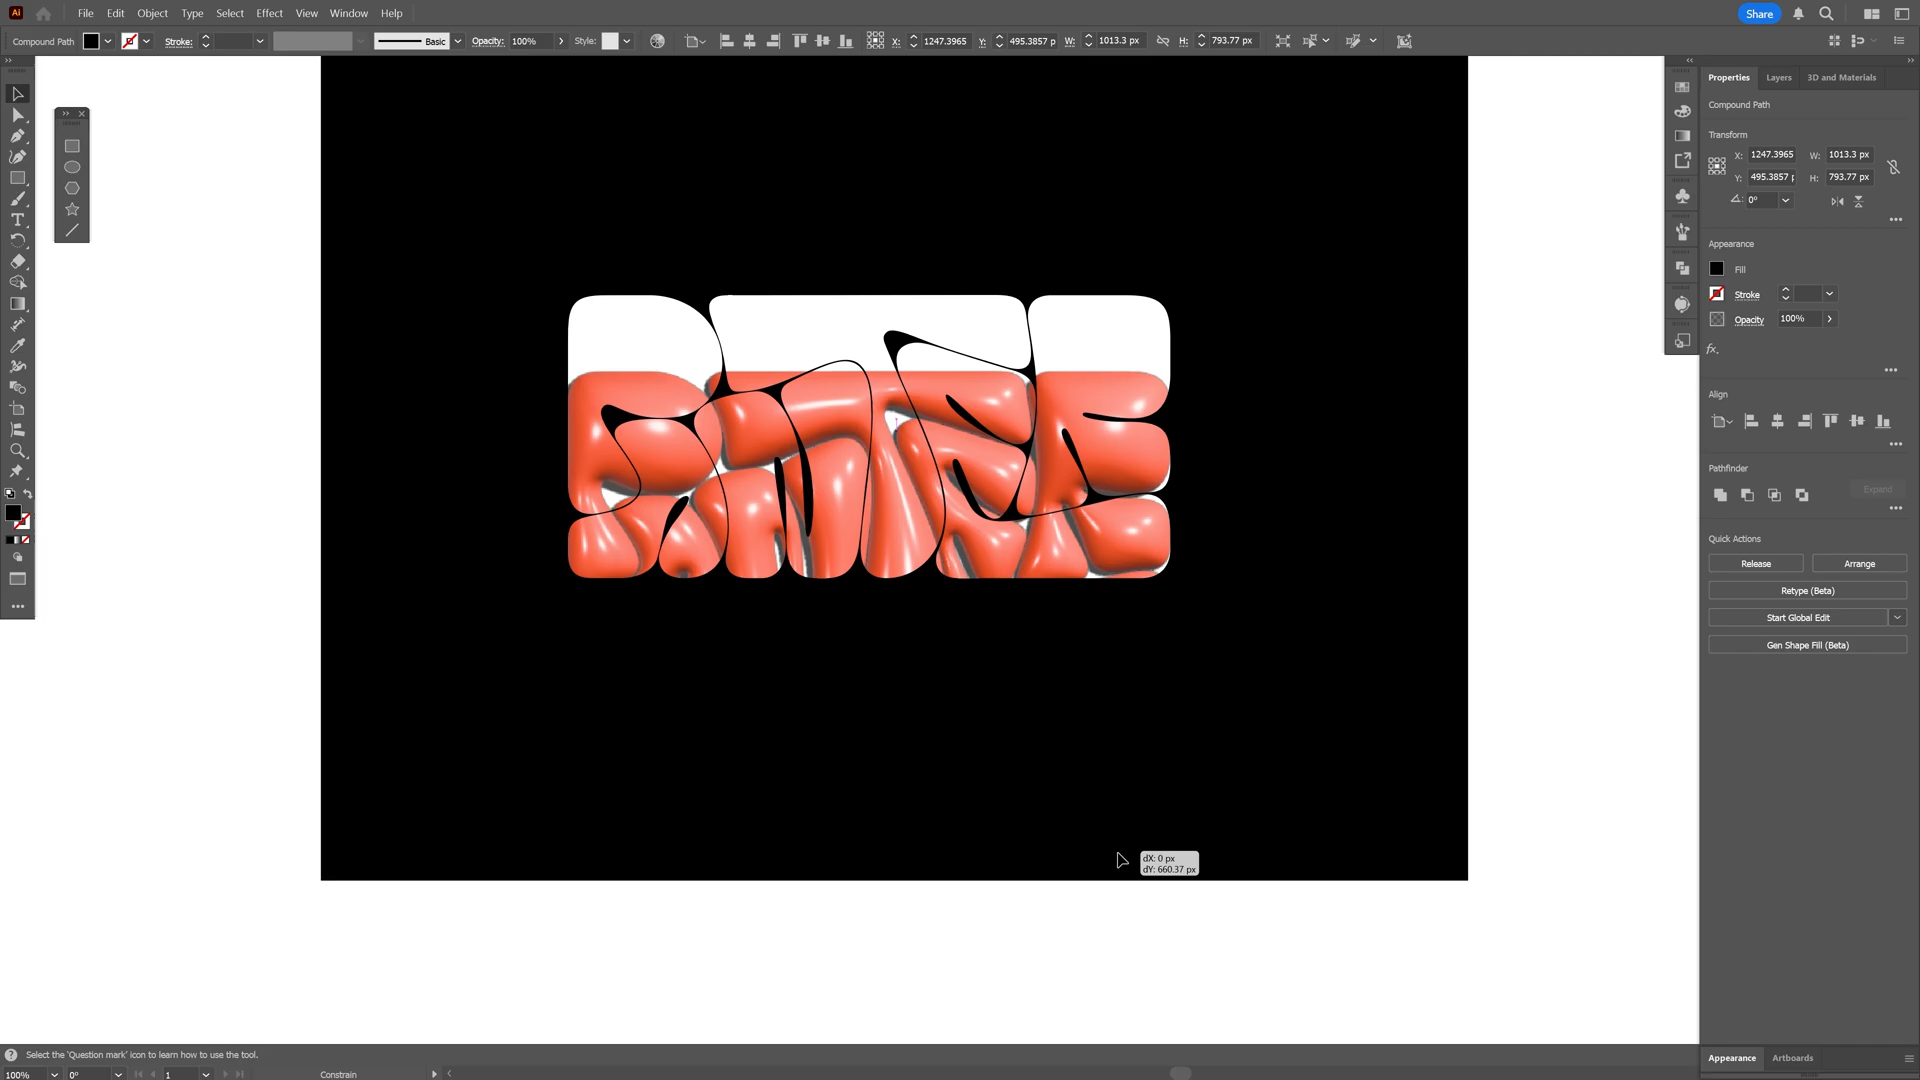 Ai File Edit Object Type Select Effect View Window Help Share
Compound Path Stroke: Basic Opacity: 100% Style: X: 1247.3965 Y: 495.3857 p W: 1013.3 px H: 793.77 px
Properties Layers 3D and Materials
Compound Path
Transform
X: 1247.3965 W: 1013.3 px
Y: 495.3857 p H: 793.77 px
0°
Appearance
Fill
Stroke
Opacity 100%
fx.
Align
Pathfinder
Expand
Quick Actions
Release Arrange
Retype (Beta)
Start Global Edit
Gen Shape Fill (Beta)
dX: 0 px
dY: 660.37 px
Select the 'Question mark' icon to learn how to use the tool.
Appearance Artboards
100% 0° 1 Constrain